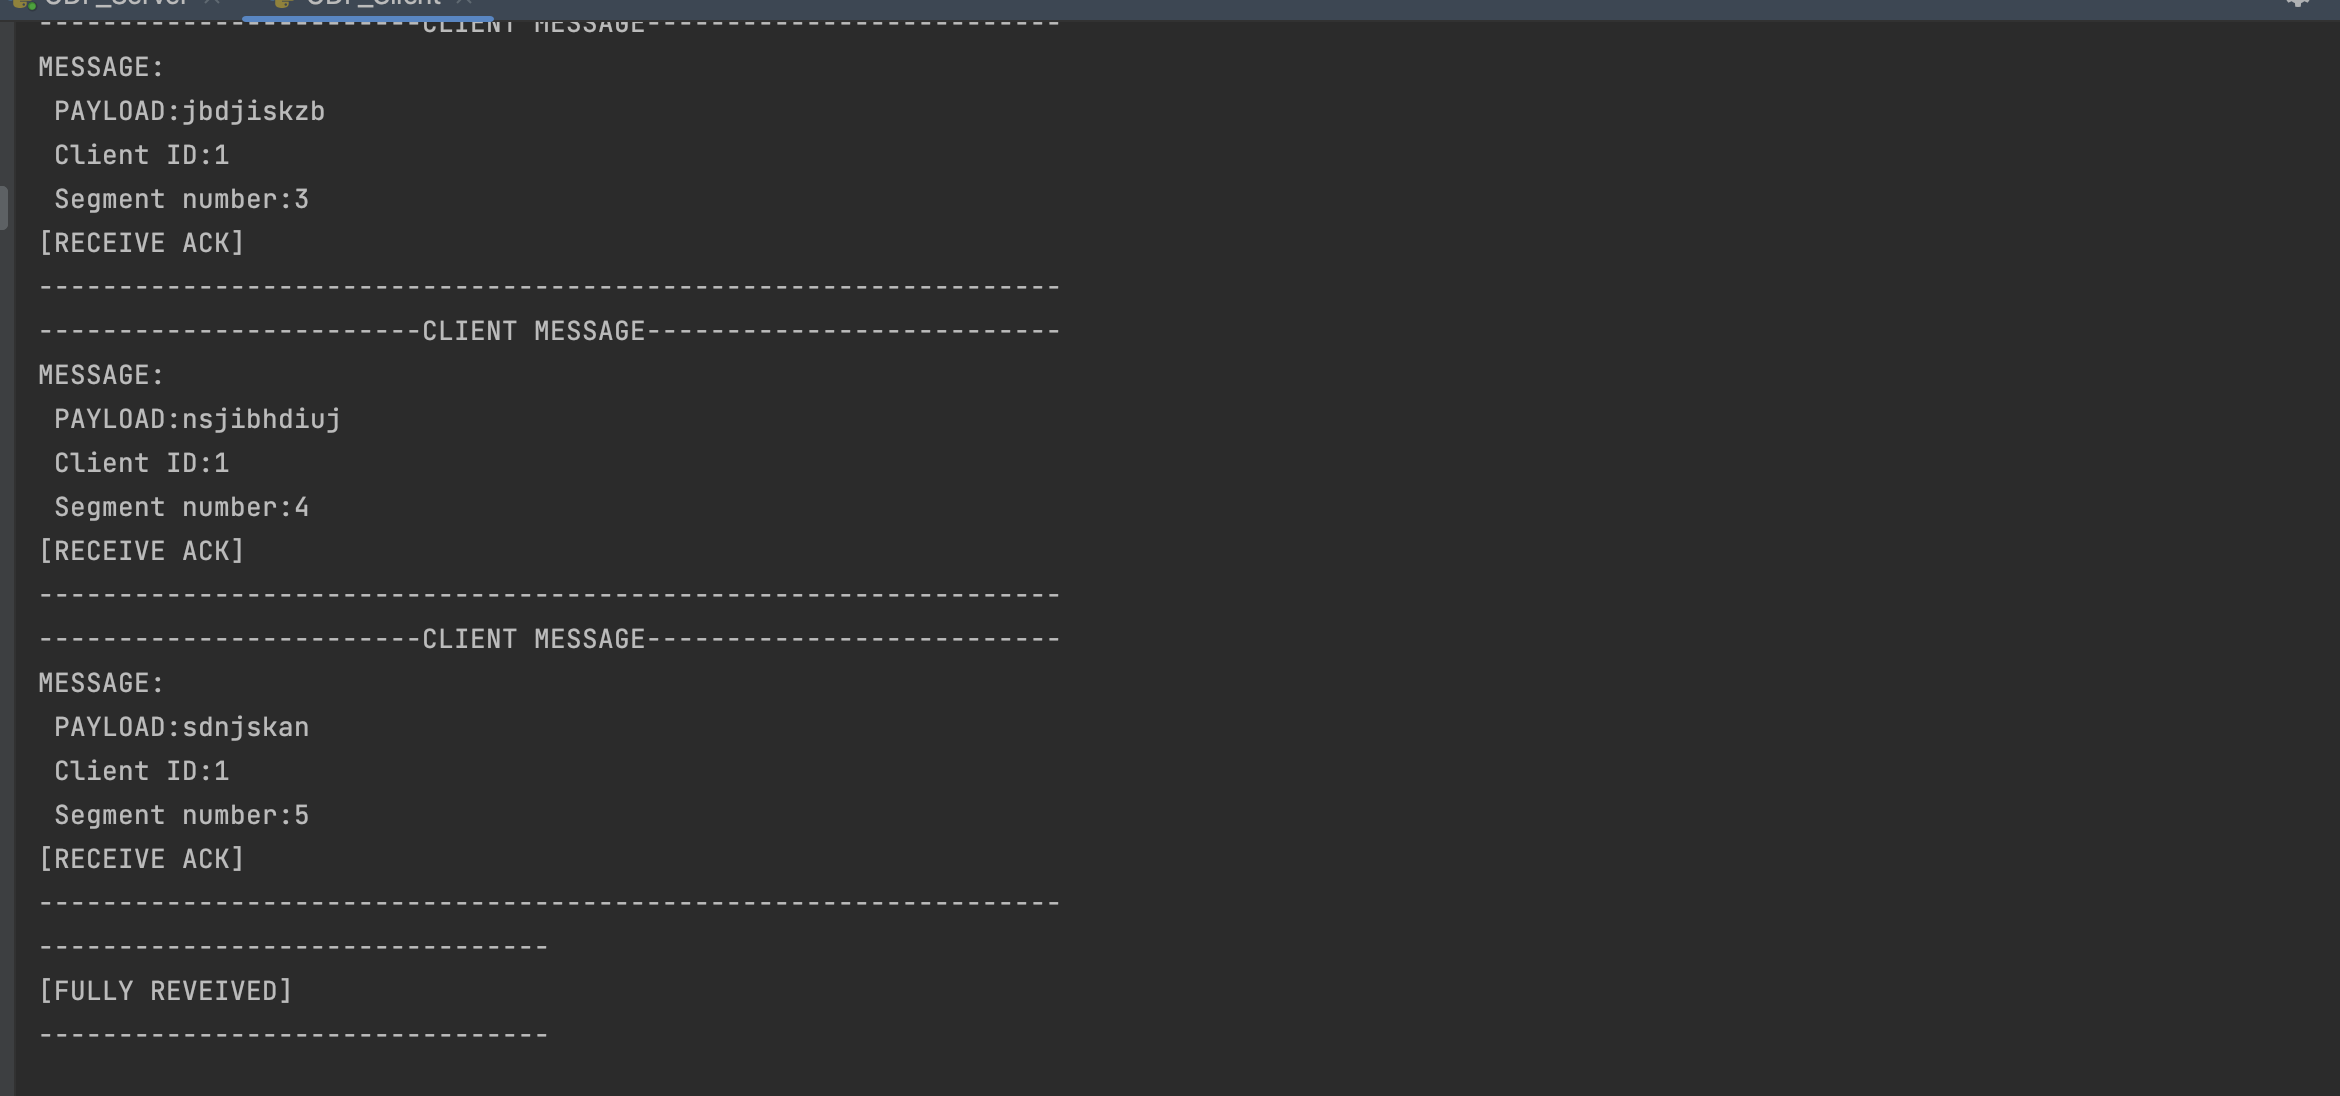 UDP_Server UDP_Client
------------------------CLIENT MESSAGE--------------------------
MESSAGE:
PAYLOAD:jbdjiskzb
Client ID:1
Segment number:3
[RECEIVE ACK]
----------------------------------------------------------------
------------------------CLIENT MESSAGE--------------------------
MESSAGE:
PAYLOAD:nsjibhdiuj
Client ID:1
Segment number:4
[RECEIVE ACK]
----------------------------------------------------------------
------------------------CLIENT MESSAGE--------------------------
MESSAGE:
PAYLOAD:sdnjskan
Client ID:1
Segment number:5
[RECEIVE ACK]
----------------------------------------------------------------
--------------------------------
[FULLY REVEIVED]
--------------------------------